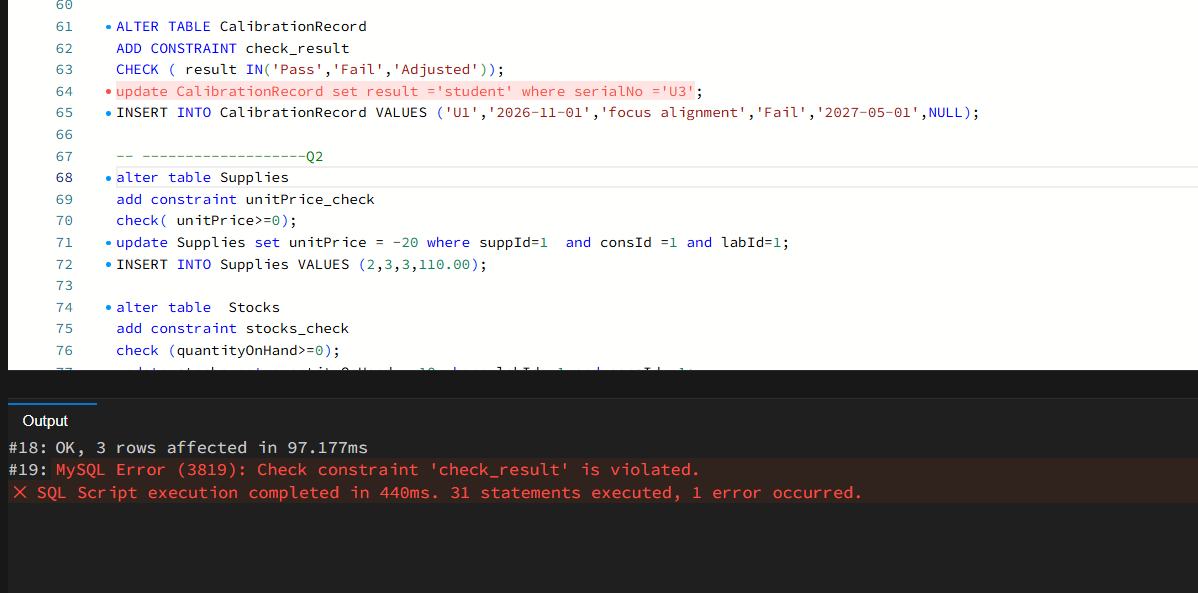 60
61 ALTER TABLE CalibrationRecord
62 ADD CONSTRAINT check_result
63 CHECK ( result IN('Pass','Fail','Adjusted'));
64 update CalibrationRecord set result ='student' where serialNo ='U3';
65 INSERT INTO CalibrationRecord VALUES ('U1','2026-11-01','focus alignment','Fail','2027-05-01',NULL);
66
67 -- -------------------Q2
68 alter table Supplies
69 add constraint unitPrice_check
70 check( unitPrice>=0);
71 update Supplies set unitPrice = -20 where suppId=1  and consId =1 and labId=1;
72 INSERT INTO Supplies VALUES (2,3,3,110.00);
73
74 alter table  Stocks
75 add constraint stocks_check
76 check (quantityOnHand>=0);
Output
#18: OK, 3 rows affected in 97.177ms
#19: MySQL Error (3819): Check constraint 'check_result' is violated.
✕ SQL Script execution completed in 440ms. 31 statements executed, 1 error occurred.